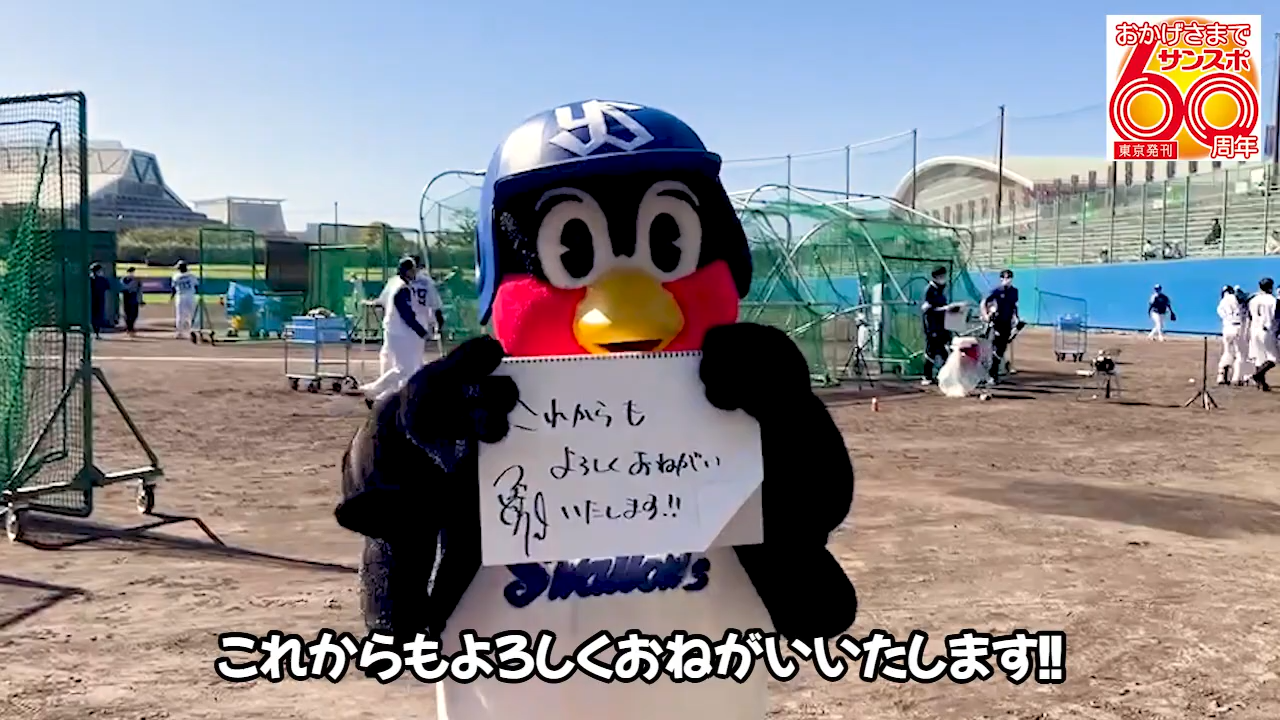 おかげさまで
サンスポ
60
東京発刊
周年
YS
これからも
よろしくおねがい
いたします!!
Swallows
これからもよろしくおねがいいたします!!